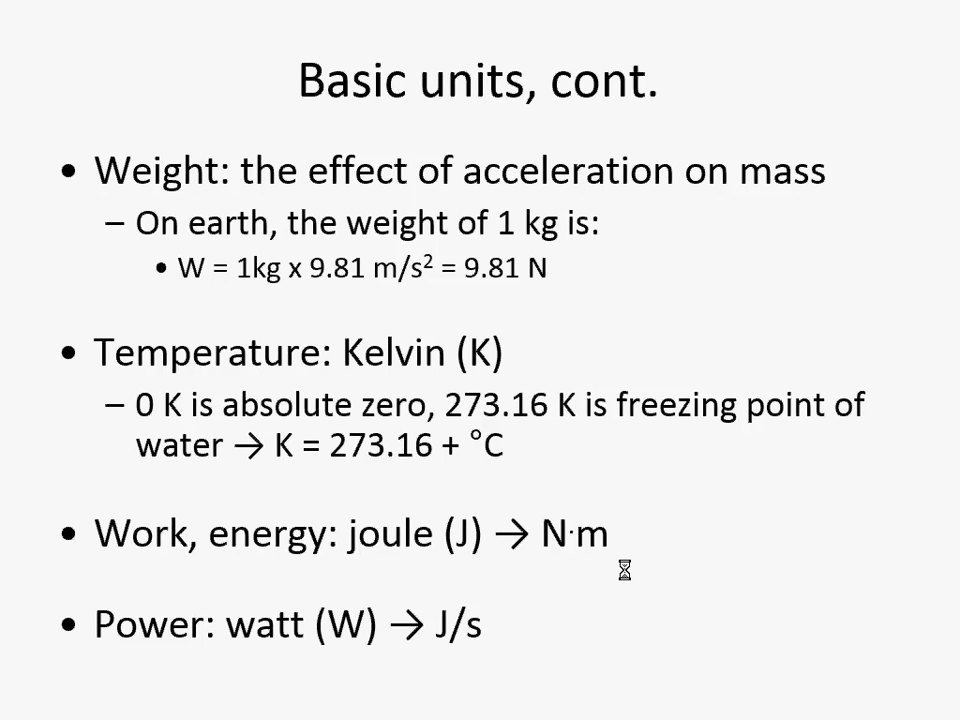 Basic units, cont.
• Weight: the effect of acceleration on mass
– On earth, the weight of 1 kg is:
• W = 1kg x 9.81 m/s² = 9.81 N
• Temperature: Kelvin (K)
– 0 K is absolute zero, 273.16 K is freezing point of
water → K = 273.16 + °C
• Work, energy: joule (J) → N·m
• Power: watt (W) → J/s